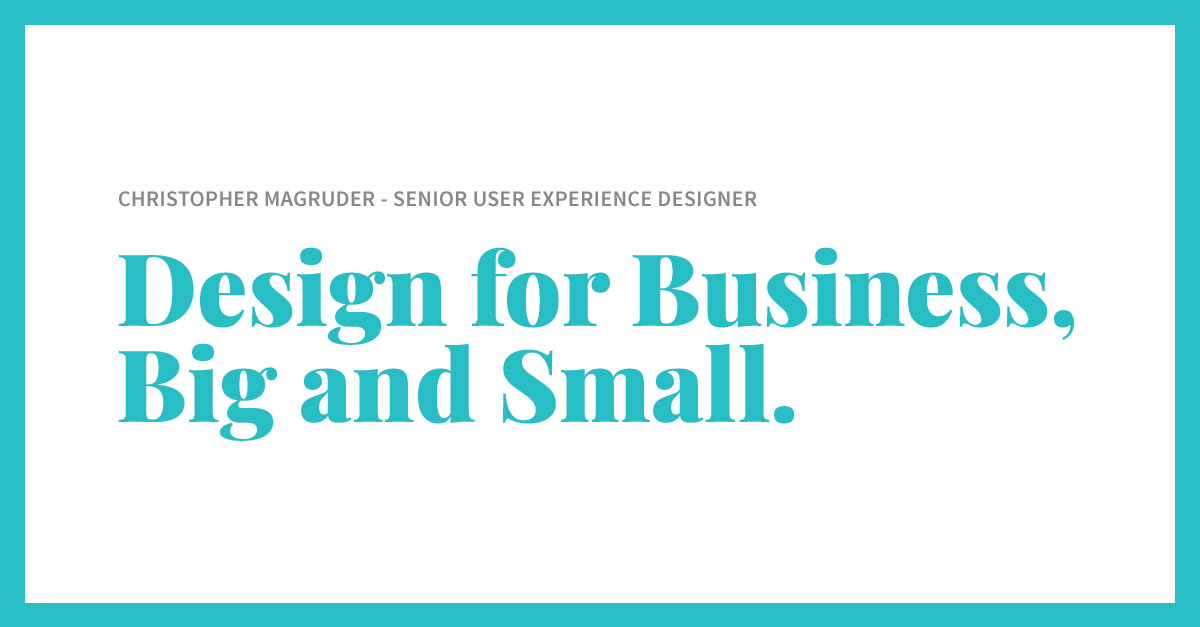 CHRISTOPHER MAGRUDER - SENIOR USER EXPERIENCE DESIGNER
Design for Business,
Big and Small.